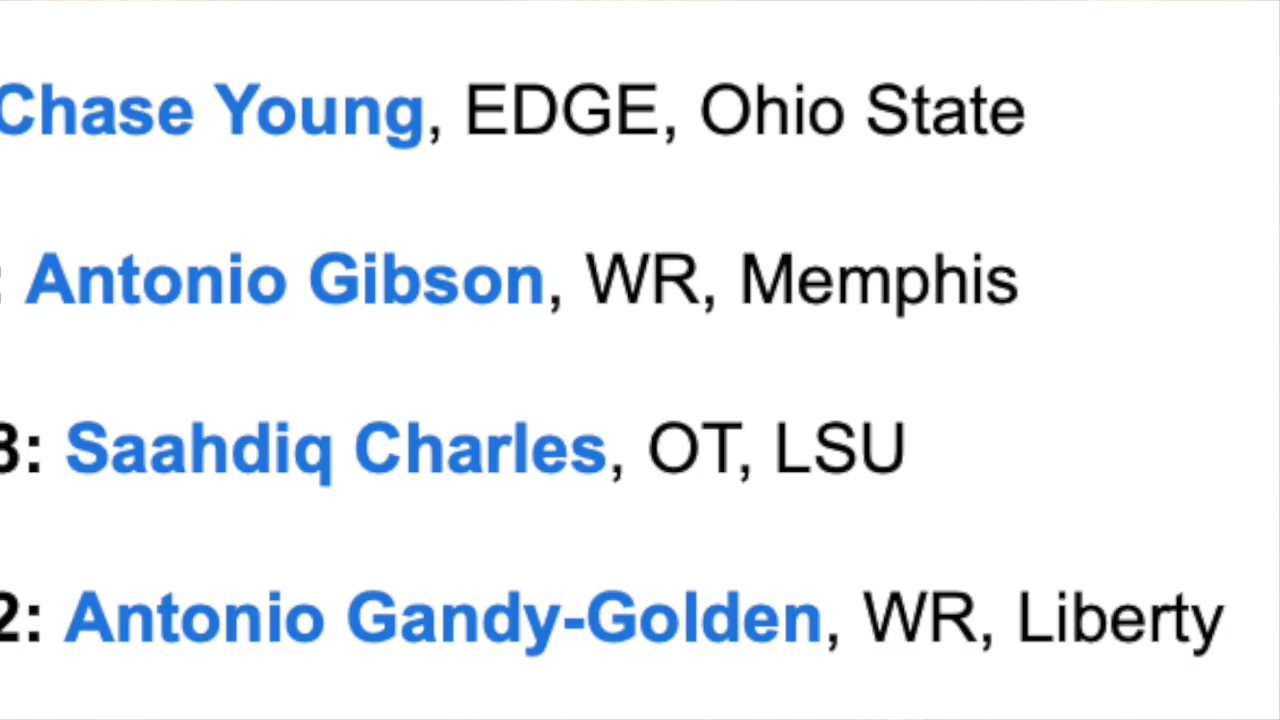 Chase Young, EDGE, Ohio State
: Antonio Gibson, WR, Memphis
3: Saahdiq Charles, OT, LSU
2: Antonio Gandy-Golden, WR, Liberty